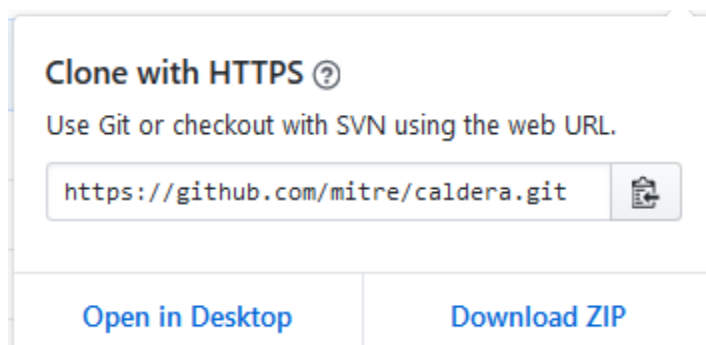 Clone with HTTPS ?
Use Git or checkout with SVN using the web URL.
https://github.com/mitre/caldera.git
Open in Desktop
Download ZIP